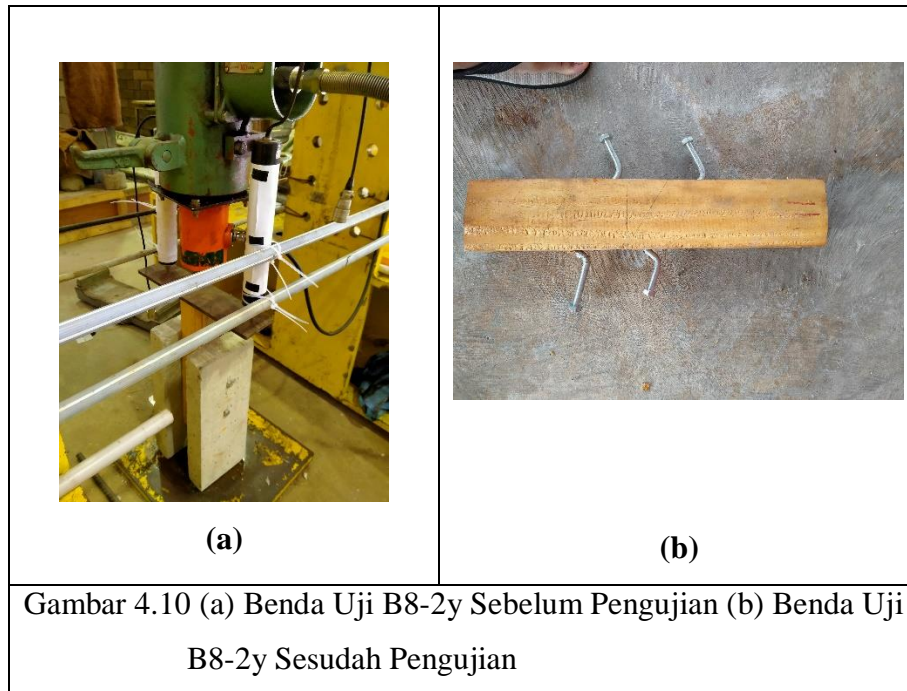 (a)
(b)
Gambar 4.10 (a) Benda Uji B8-2y Sebelum Pengujian (b) Benda Uji
B8-2y Sesudah Pengujian